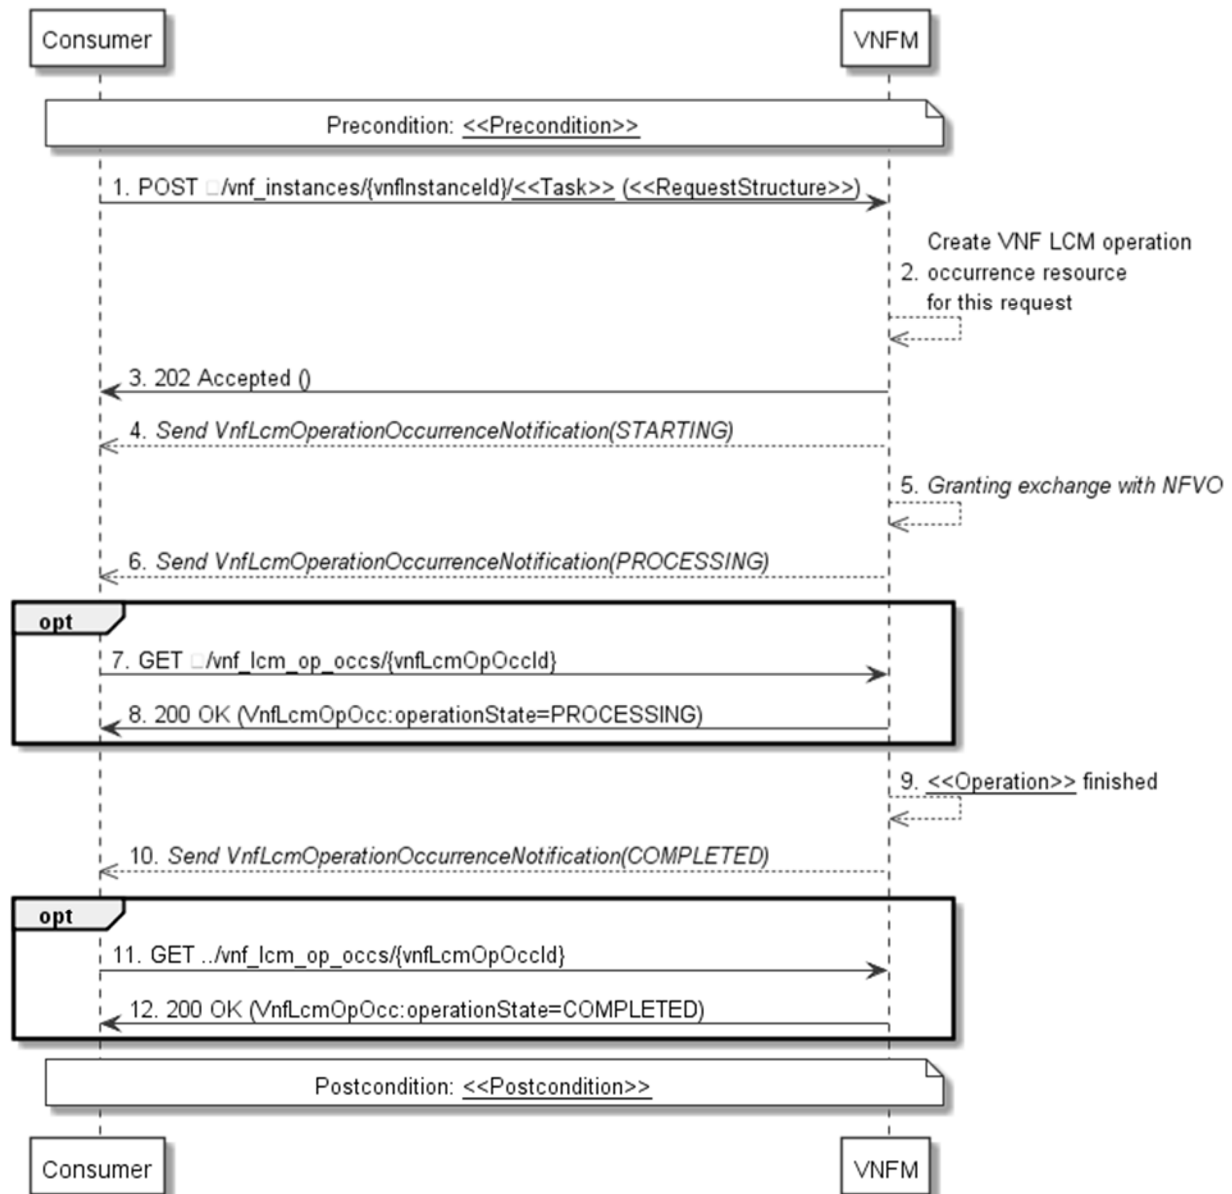 Consumer
VNFM
Precondition: <<Precondition>>
1. POST □/vnf_instances/{vnfInstanceId}/<<Task>> (<<RequestStructure>>)
Create VNF LCM operation
2. occurrence resource
for this request
3. 202 Accepted ()
4. Send VnfLcmOperationOccurrenceNotification(STARTING)
5. Granting exchange with NFVO
6. Send VnfLcmOperationOccurrenceNotification(PROCESSING)
opt
7. GET □/vnf_lcm_op_occs/{vnfLcmOpOccId}
8. 200 OK (VnfLcmOpOcc:operationState=PROCESSING)
9. <<Operation>> finished
10. Send VnfLcmOperationOccurrenceNotification(COMPLETED)
opt
11. GET ../vnf_lcm_op_occs/{vnfLcmOpOccId}
12. 200 OK (VnfLcmOpOcc:operationState=COMPLETED)
Postcondition: <<Postcondition>>
Consumer
VNFM